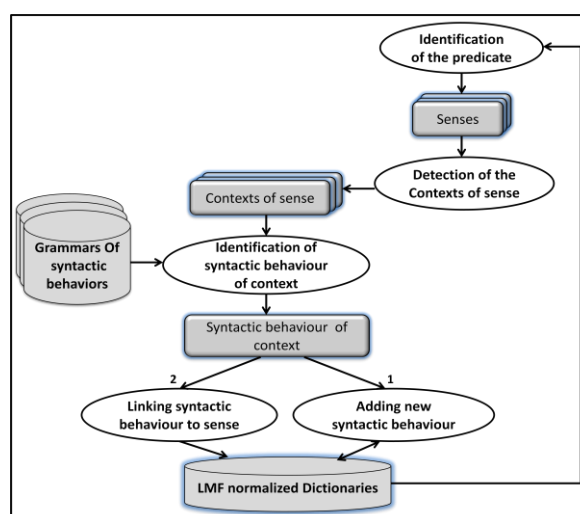 Identification
of the predicate
Senses
Detection of the
Contexts of sense
Contexts of sense
Grammars Of
syntactic
behaviors
Identification of
syntactic behaviour
of context
Syntactic behaviour of
context
2
1
Linking syntactic
behaviour to sense
Adding new
syntactic behaviour
LMF normalized Dictionaries